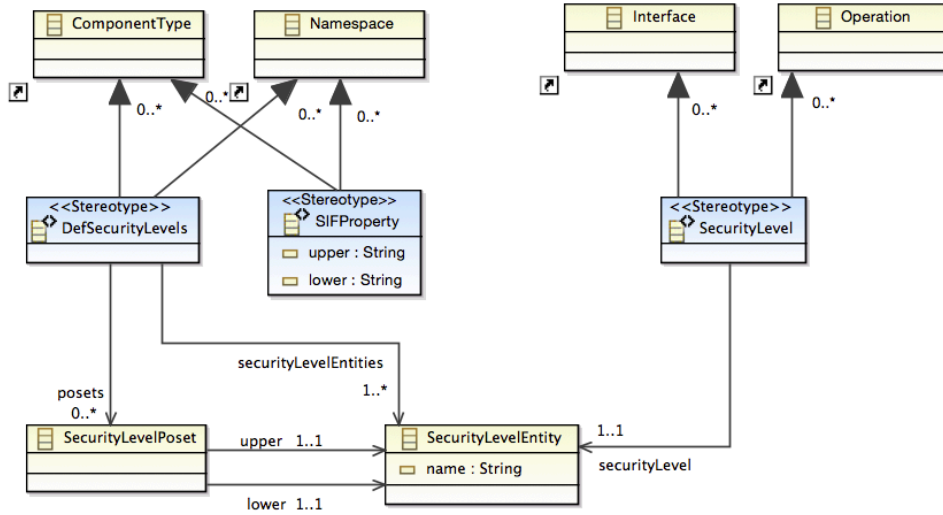 ComponentType
Namespace
Interface
Operation
0..*
0..*
0..*
0..*
0..*
0..*
<<Stereotype>>
DefSecurityLevels
<<Stereotype>>
SIFProperty
upper : String
lower : String
<<Stereotype>>
SecurityLevel
securityLevelEntities
1..*
posets
0..*
SecurityLevelPoset
upper 1..1
lower 1..1
SecurityLevelEntity
name : String
1..1
securityLevel